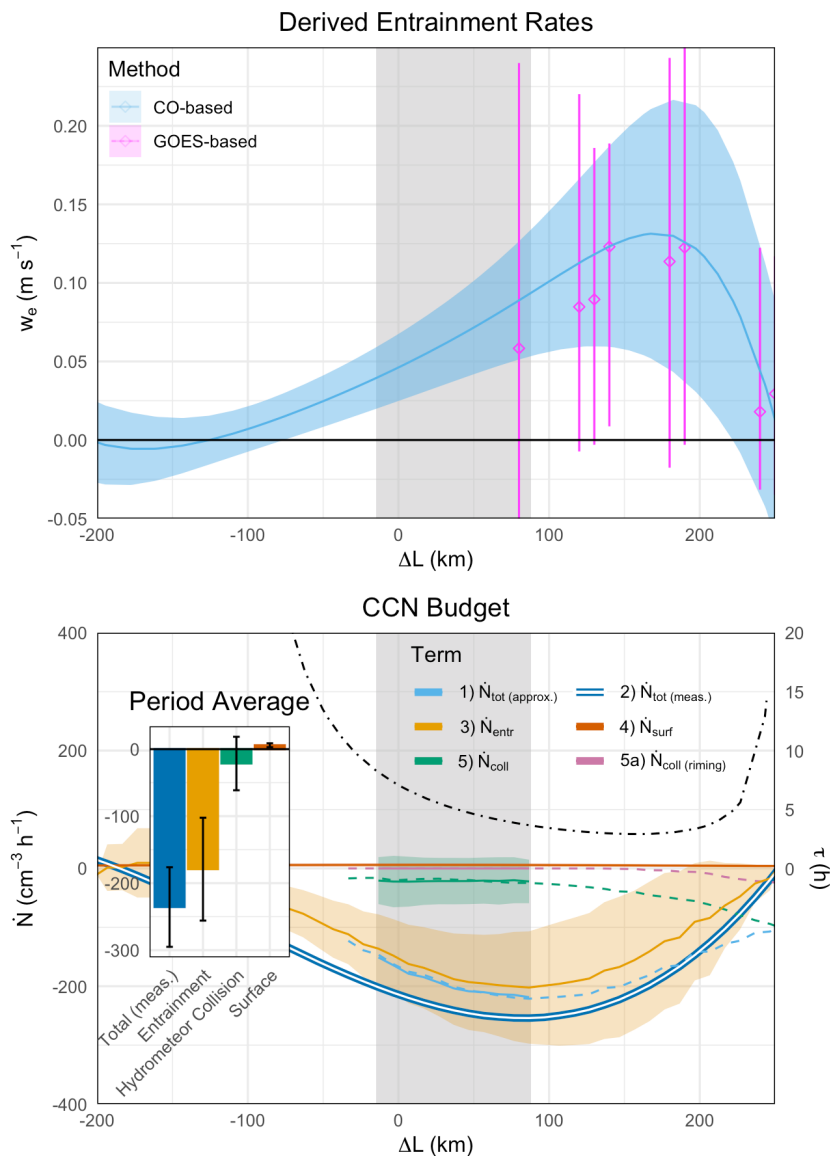 Derived Entrainment Rates
Method
CO-based
GOES-based
0.20
0.15
0.10
0.05
0.00
-0.05
wₑ (m s⁻¹)
-200 -100 0 100 200
ΔL (km)
CCN Budget
400
200
0
-200
-400
Ṅ (cm⁻³ h⁻¹)
20
15
10
5
0
τ (h)
Term
1) Ṅtot (approx.) 2) Ṅtot (meas.)
3) Ṅentr 4) Ṅsurf
5) Ṅcoll 5a) Ṅcoll (riming)
Period Average
0
-100
-200
-300
Total (meas.)
Entrainment
Hydrometeor Collision
Surface
-200 -100 0 100 200
ΔL (km)